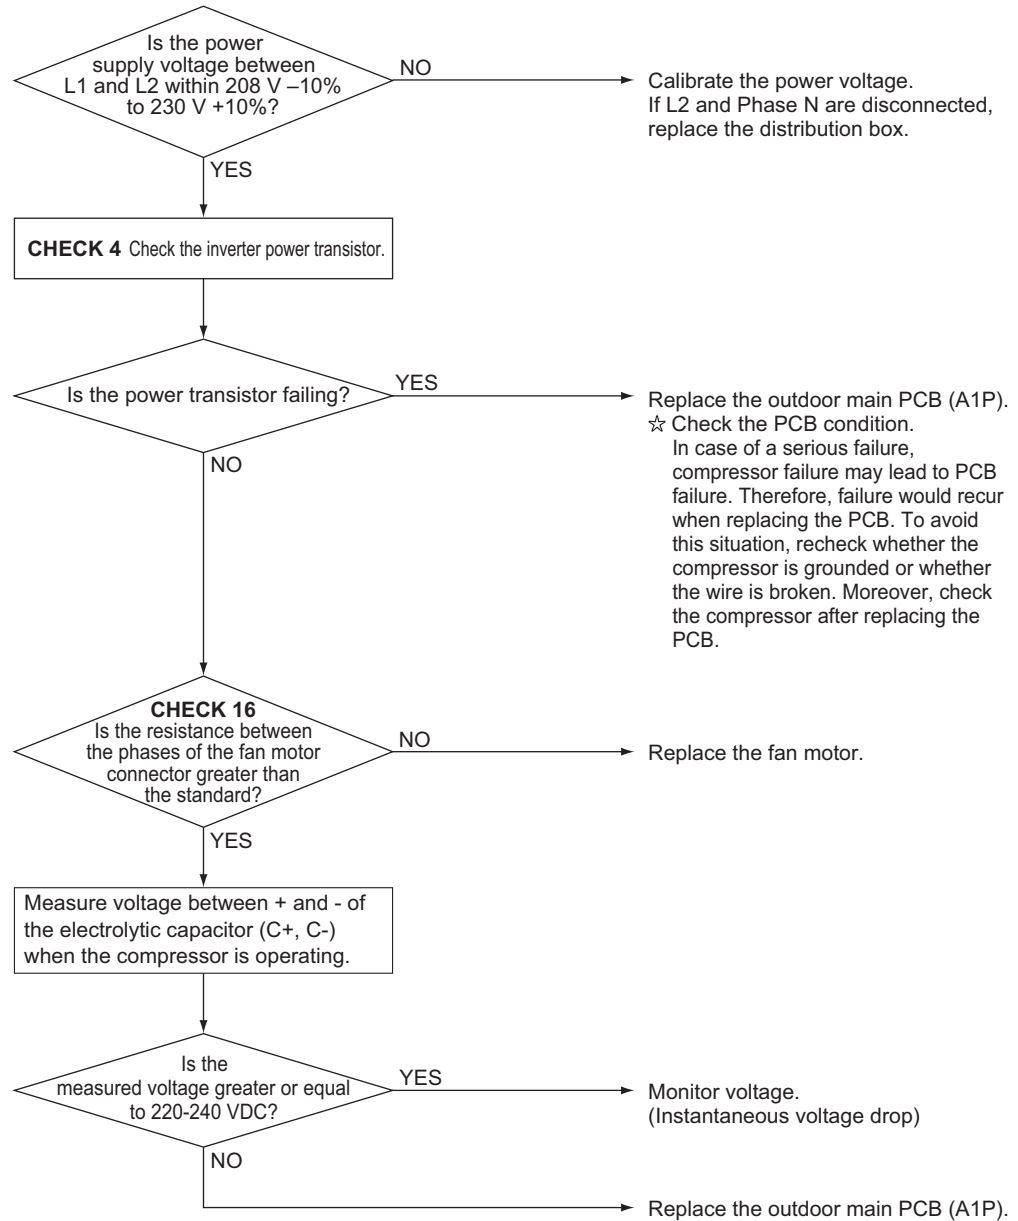 Is the power
supply voltage between
L1 and L2 within 208 V –10%
to 230 V +10%?
NO
Calibrate the power voltage.
If L2 and Phase N are disconnected,
replace the distribution box.
YES
CHECK 4 Check the inverter power transistor.
Is the power transistor failing?
YES
Replace the outdoor main PCB (A1P).
☆ Check the PCB condition.
In case of a serious failure,
compressor failure may lead to PCB
failure. Therefore, failure would recur
when replacing the PCB. To avoid
this situation, recheck whether the
compressor is grounded or whether
the wire is broken. Moreover, check
the compressor after replacing the
PCB.
NO
CHECK 16
Is the resistance between
the phases of the fan motor
connector greater than
the standard?
NO
Replace the fan motor.
YES
Measure voltage between + and - of
the electrolytic capacitor (C+, C-)
when the compressor is operating.
Is the
measured voltage greater or equal
to 220-240 VDC?
YES
Monitor voltage.
(Instantaneous voltage drop)
NO
Replace the outdoor main PCB (A1P).